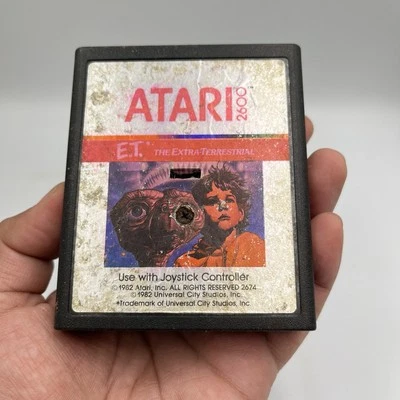 ATARI 2600
E.T. THE EXTRA-TERRESTRIAL
Use with Joystick Controller
©1982 Atari, Inc. ALL RIGHTS RESERVED 2674
©1982 Universal City Studios, Inc.
*Trademark of Universal City Studios, Inc.